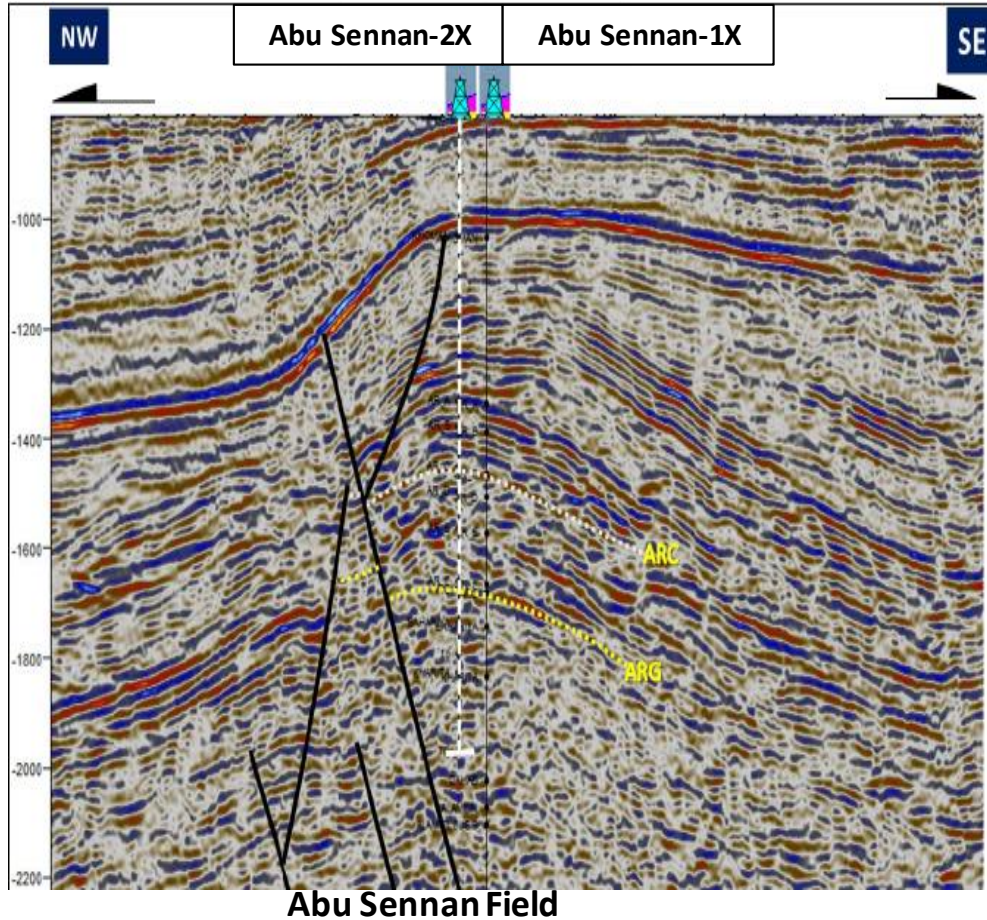 NW
Abu Sennan-2X
Abu Sennan-1X
SE
-1000
-1200
-1400
-1600
-1800
-2000
-2200
ARC
ARG
Abu Sennan Field